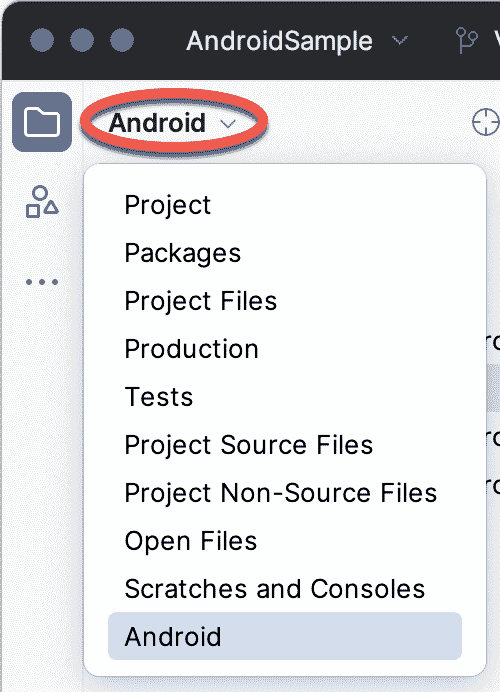 AndroidSample
Android
Project
Packages
Project Files
Production
Tests
Project Source Files
Project Non-Source Files
Open Files
Scratches and Consoles
Android